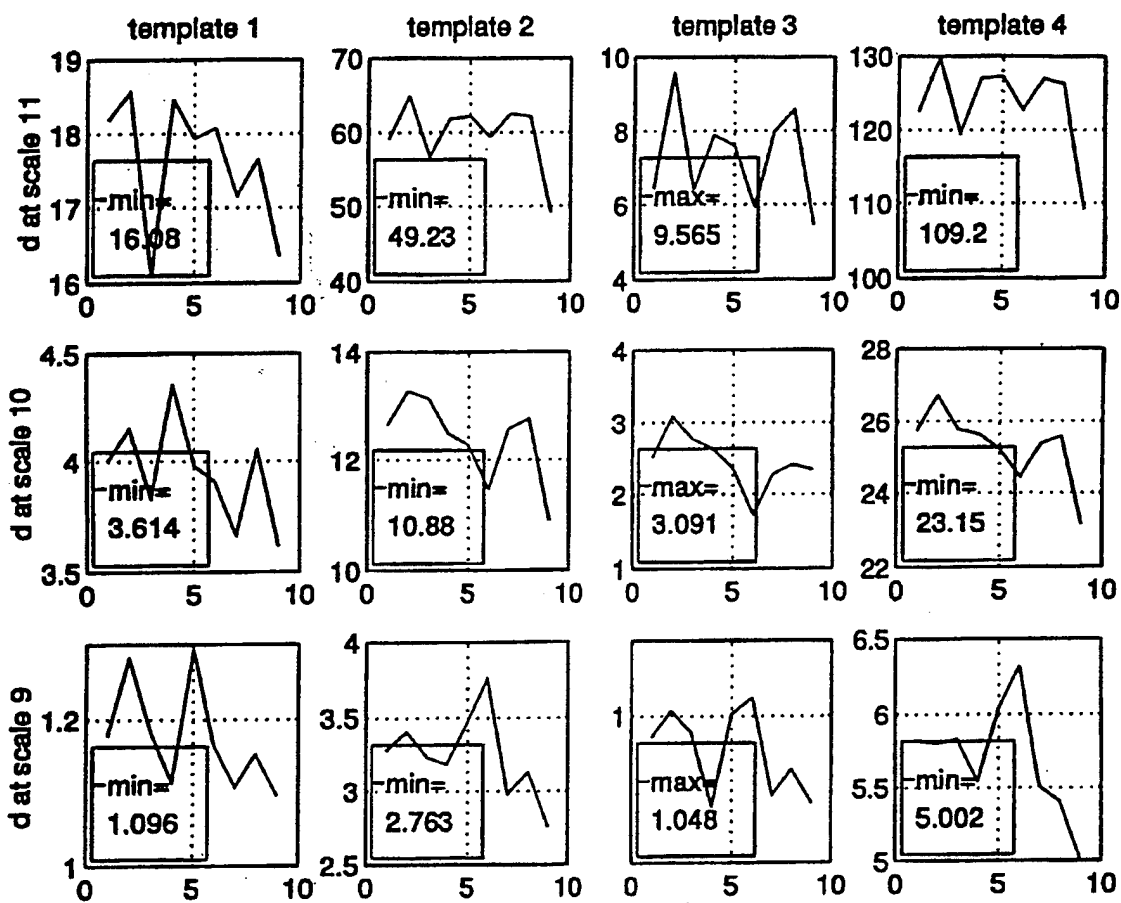 template 1 template 2 template 3 template 4
d at scale 11
19
18
17
16
0 5 10
min=
16.08
70
60
50
40
0 5 10
min=
49.23
10
8
6
4
0 5 10
max=
9.565
130
120
110
100
0 5 10
min=
109.2
d at scale 10
4.5
4
3.5
0 5 10
min=
3.614
14
12
10
0 5 10
min=
10.88
4
3
2
1
0 5 10
max=
3.091
28
26
24
22
0 5 10
min=
23.15
d at scale 9
1.2
1
0 5 10
min=
1.096
4
3.5
3
2.5
0 5 10
min=
2.763
1
0 5 10
max=
1.048
6.5
6
5.5
5
0 5 10
min=
5.002